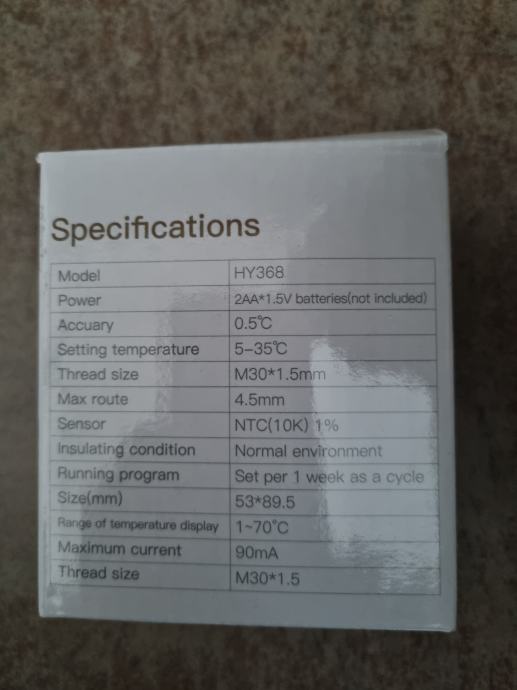 Specifications
Model HY368
Power 2AA*1.5V batteries(not included)
Accuary 0.5℃
Setting temperature 5-35℃
Thread size M30*1.5mm
Max route 4.5mm
Sensor NTC(10K) 1%
Insulating condition Normal environment
Running program Set per 1 week as a cycle
Size(mm) 53*89.5
Range of temperature display 1~70℃
Maximum current 90mA
Thread size M30*1.5